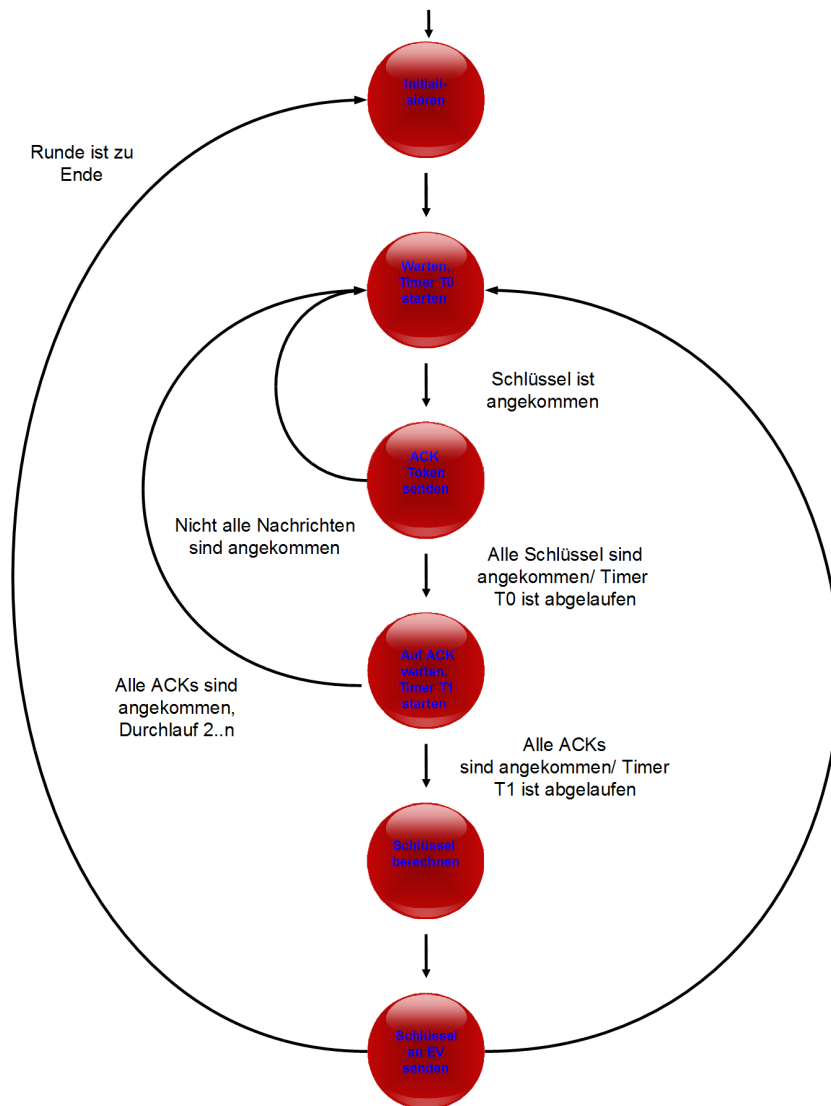 Initiali-
sieren
Runde ist zu
Ende
Warten,
Timer T0
starten
Schlüssel ist
angekommen
ACK
Token
senden
Nicht alle Nachrichten
sind angekommen
Alle Schlüssel sind
angekommen/ Timer
T0 ist abgelaufen
Auf ACK
warten,
Timer T1
starten
Alle ACKs sind
angekommen,
Durchlauf 2..n
Alle ACKs
sind angekommen/ Timer
T1 ist abgelaufen
Schlüssel
berechnen
Schlüssel
an EV
senden